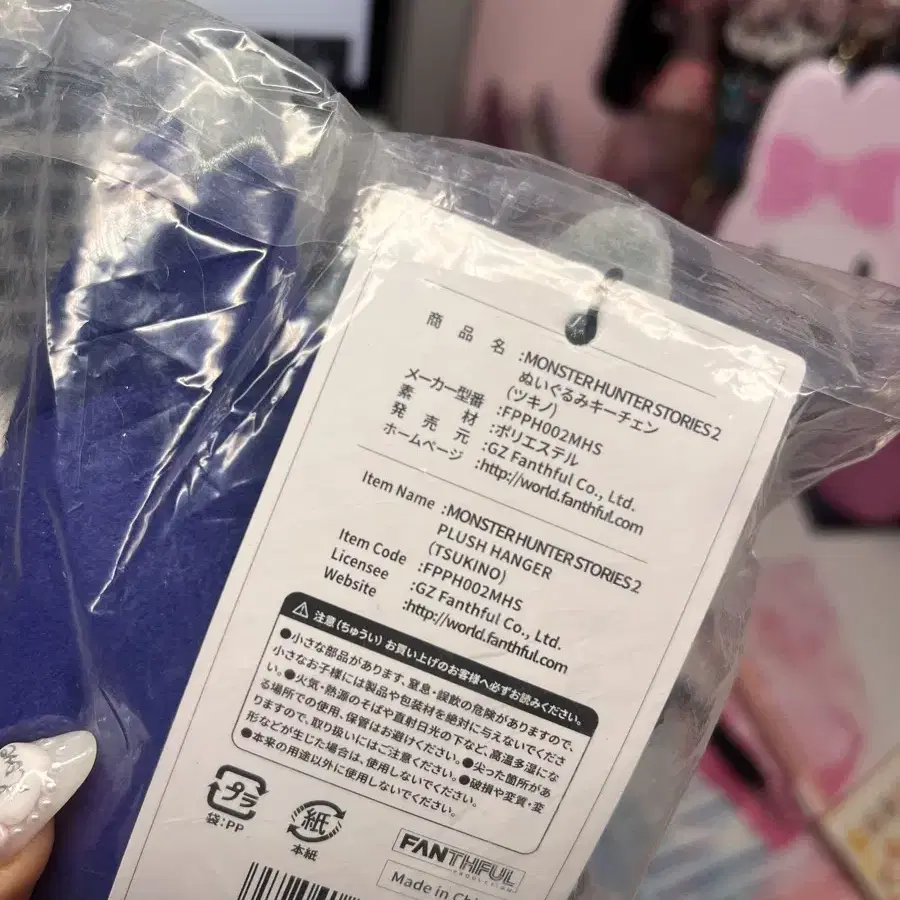 商品名 :MONSTER HUNTER STORIES 2
ぬいぐるみキーチェン
(ツキノ)
メーカー型番 :FPPH002MHS
素材 :ポリエステル
発売元 :GZ Fanthful Co., Ltd.
ホームページ :http://world.fanthful.com
Item Name :MONSTER HUNTER STORIES 2
PLUSH HANGER
(TSUKINO)
Item Code :FPPH002MHS
Licensee :GZ Fanthful Co., Ltd.
Website :http://world.fanthful.com
注意(ちゅうい) お買い上げのお客様へ必ずお読みください。
●小さな部品があります、窒息・誤飲の危険がありますので、
小さなお子様には製品や包装材を絶対に与えないでくださ
い。●火気・熱源のそばや直射日光の下など、高温多湿にな
る場所での使用、保管はお避けください。●尖った箇所があ
りますので、取り扱いにはご注意ください。●破損や変質・変
形などが生じた場合は、使用しないでください。
●本来の用途以外に使用しないでください。
プラ
袋:PP
紙
本紙
FANTHFUL
PRODUCTION
Made in Chi